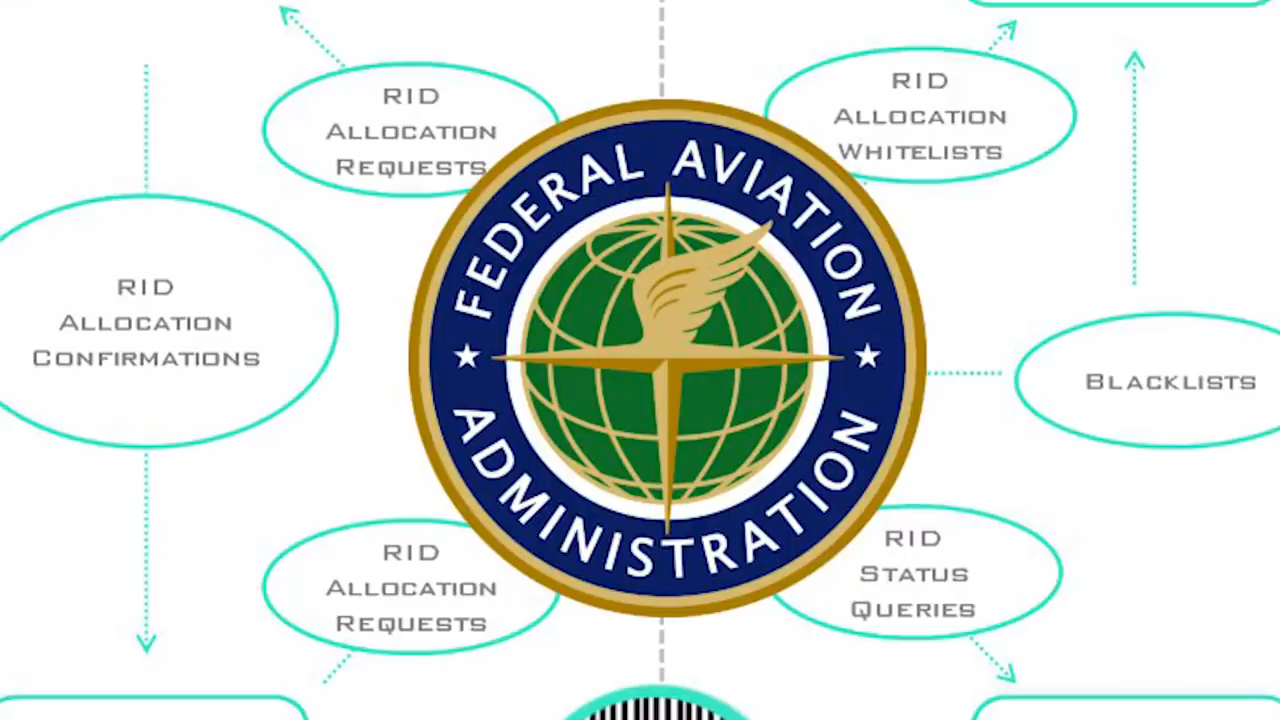 RID
ALLOCATION
REQUESTS
RID
ALLOCATION
WHITELISTS
FEDERAL AVIATION
ADMINISTRATION
RID
ALLOCATION
CONFIRMATIONS
BLACKLISTS
RID
ALLOCATION
REQUESTS
RID
STATUS
QUERIES